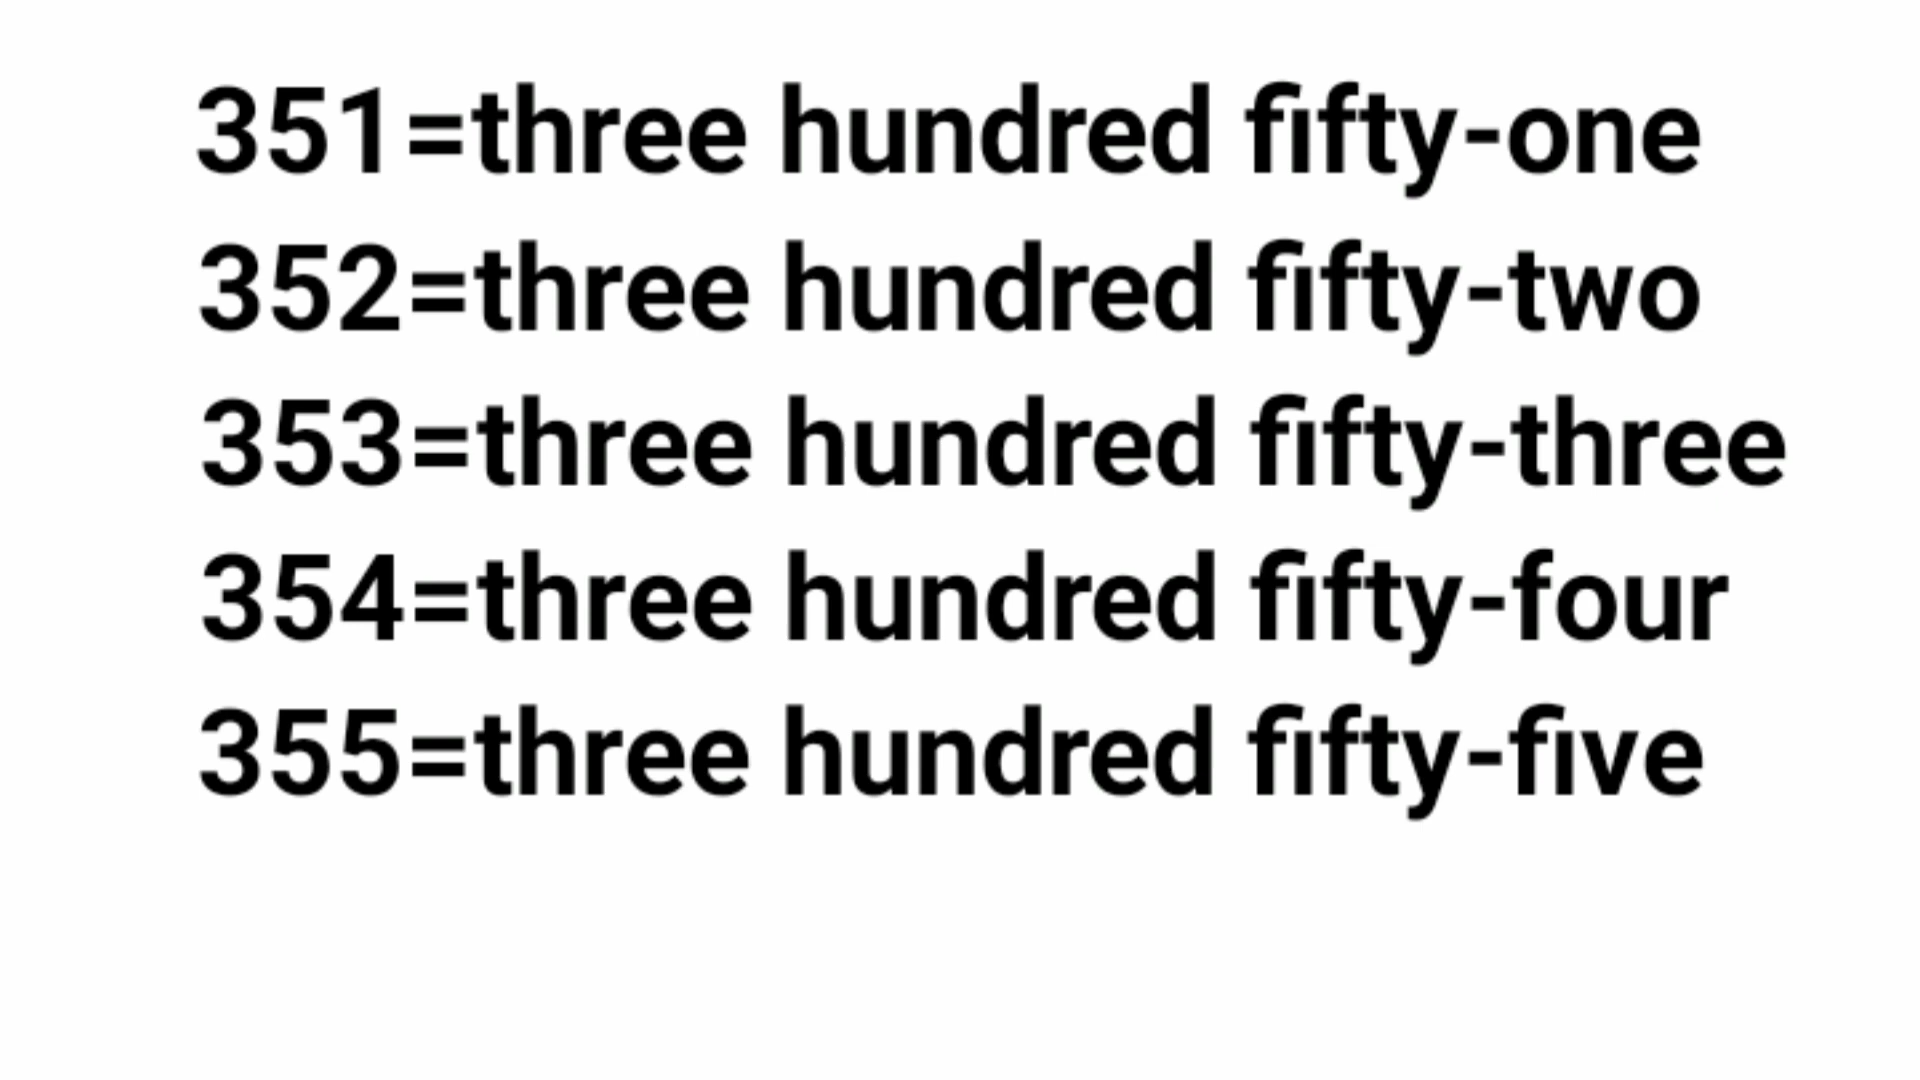 351=three hundred fifty-one
352=three hundred fifty-two
353=three hundred fifty-three
354=three hundred fifty-four
355=three hundred fifty-five